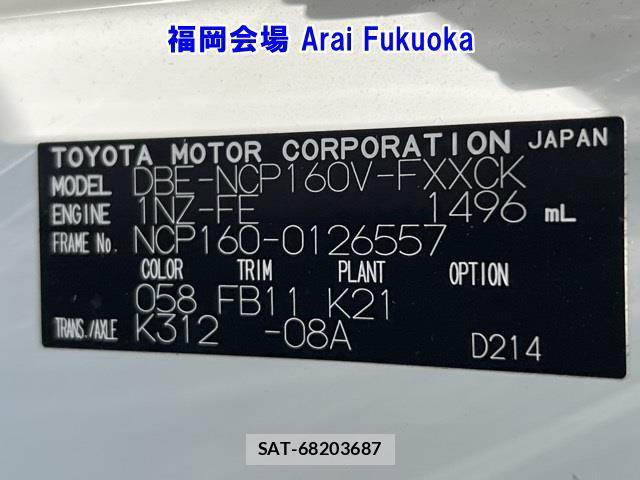 福岡会場 Arai Fukuoka
TOYOTA MOTOR CORPORATION JAPAN
MODEL DBE-NCP160V-FXXCK
ENGINE 1NZ-FE 1496 mL
FRAME No. NCP160-0126557
COLOR TRIM PLANT OPTION
058 FB11 K21
TRANS./AXLE K312 -08A
D214
SAT-68203687